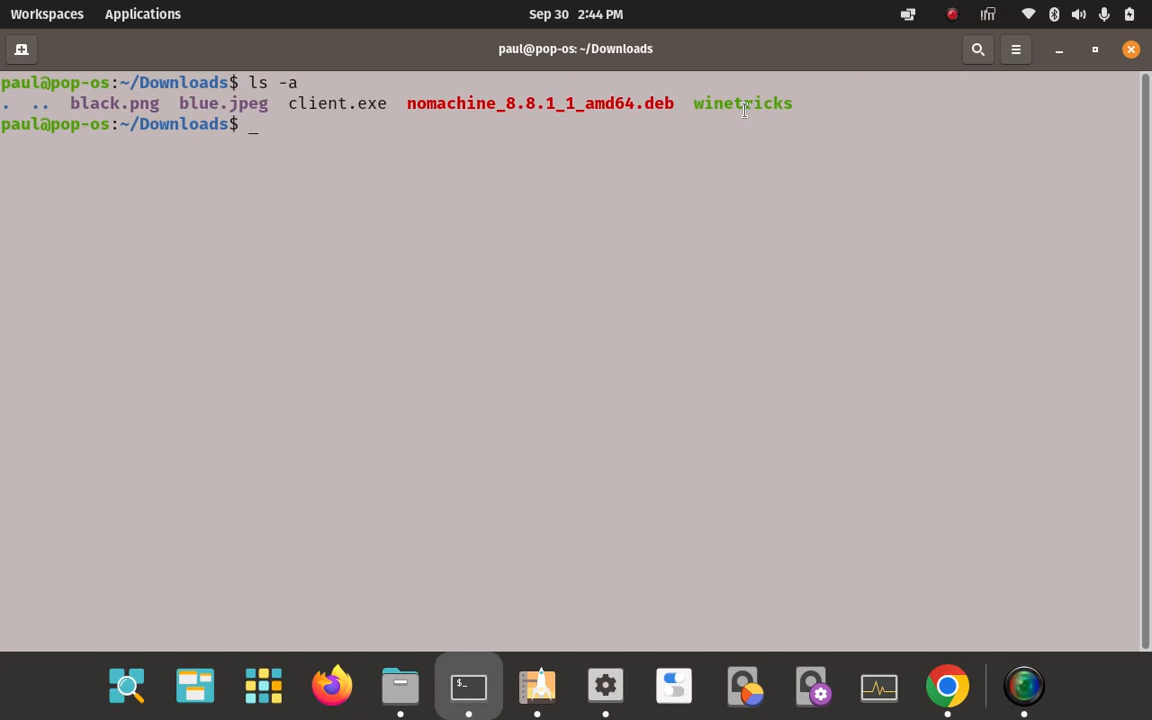 Workspaces Applications Sep 30 2:44 PM
paul@pop-os: ~/Downloads
paul@pop-os:~/Downloads$ ls -a
. .. black.png blue.jpeg client.exe nomachine_8.8.1_1_amd64.deb winetricks
paul@pop-os:~/Downloads$ _
$_